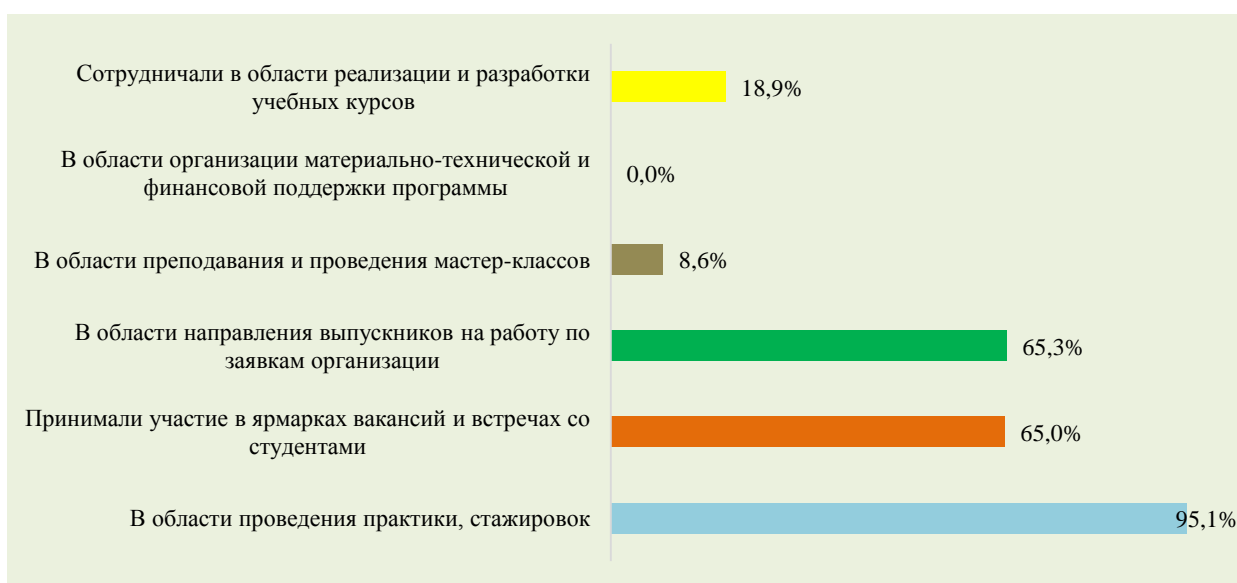 Сотрудничали в области реализации и разработки
учебных курсов
18,9%
В области организации материально-технической и
финансовой поддержки программы
0,0%
В области преподавания и проведения мастер-классов
8,6%
В области направления выпускников на работу по
заявкам организации
65,3%
Принимали участие в ярмарках вакансий и встречах со
студентами
65,0%
В области проведения практики, стажировок
95,1%